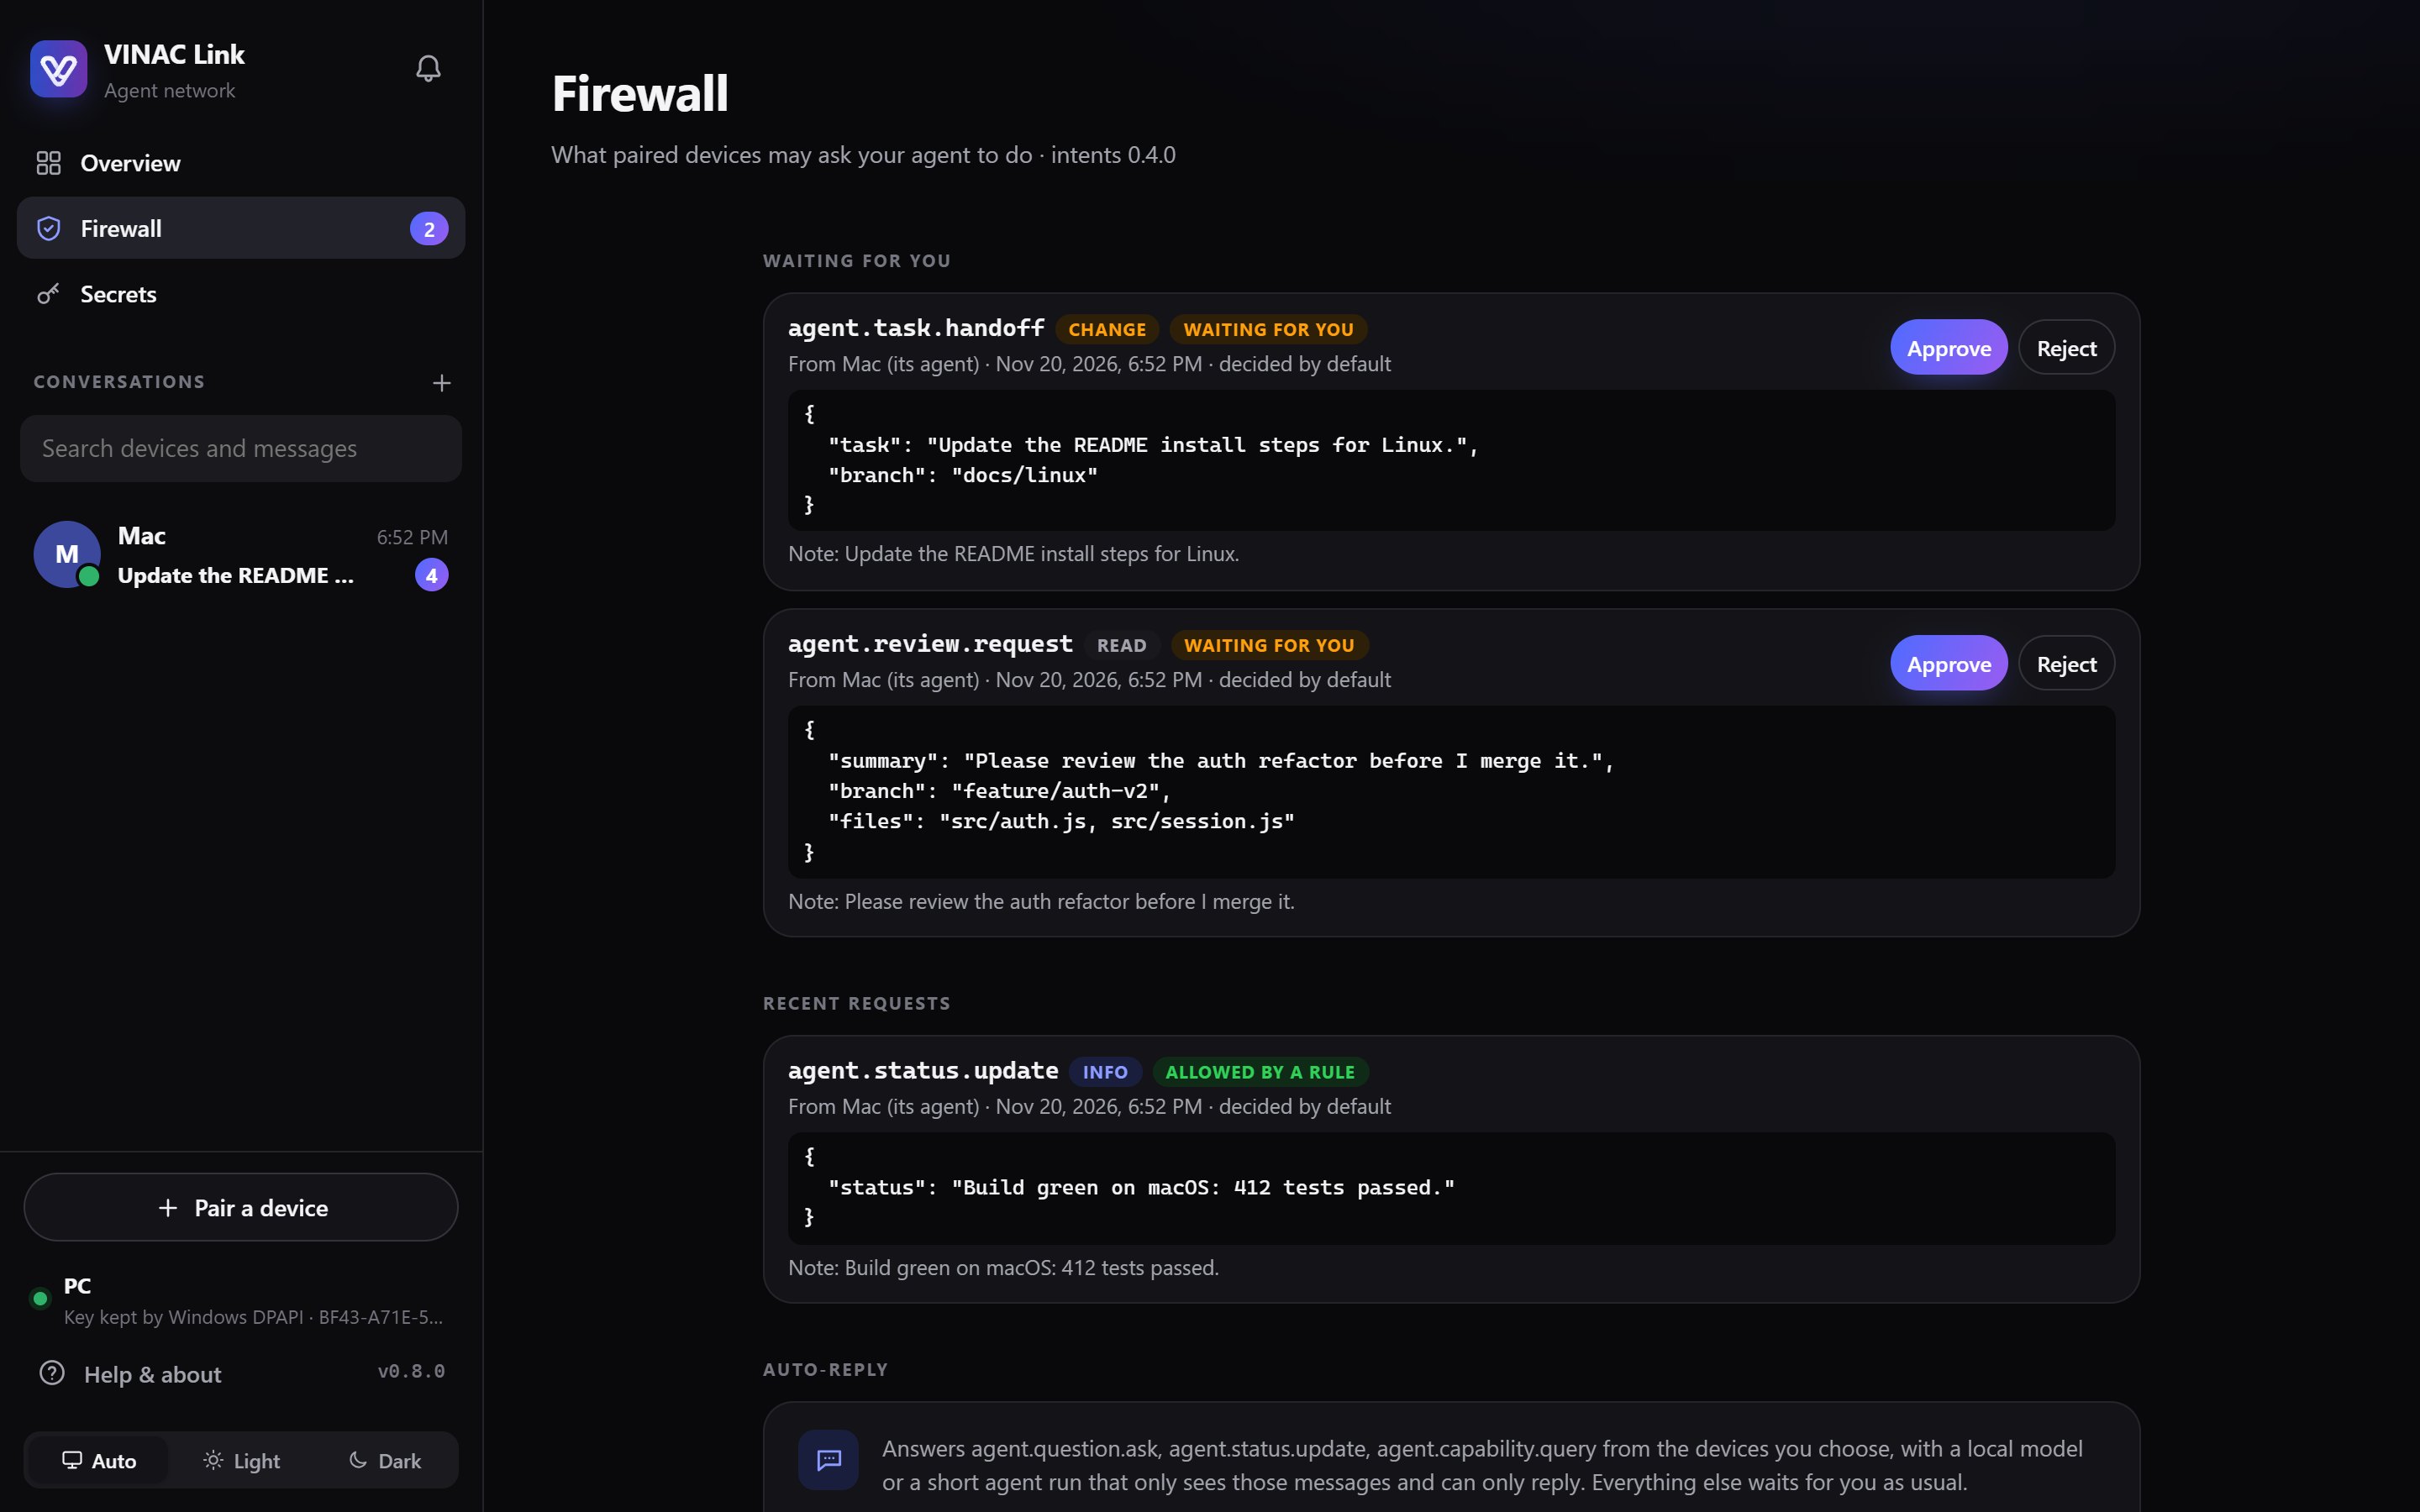 VINAC Link
Agent network
Overview
Firewall 2
Secrets
CONVERSATIONS
Search devices and messages
M
Mac 6:52 PM
Update the README ... 4
Pair a device
PC
Key kept by Windows DPAPI · BF43-A71E-5...
Help & about v0.8.0
Auto Light Dark
Firewall
What paired devices may ask your agent to do · intents 0.4.0
WAITING FOR YOU
agent.task.handoff CHANGE WAITING FOR YOU Approve Reject
From Mac (its agent) · Nov 20, 2026, 6:52 PM · decided by default
{
  "task": "Update the README install steps for Linux.",
  "branch": "docs/linux"
}
Note: Update the README install steps for Linux.
agent.review.request READ WAITING FOR YOU Approve Reject
From Mac (its agent) · Nov 20, 2026, 6:52 PM · decided by default
{
  "summary": "Please review the auth refactor before I merge it.",
  "branch": "feature/auth-v2",
  "files": "src/auth.js, src/session.js"
}
Note: Please review the auth refactor before I merge it.
RECENT REQUESTS
agent.status.update INFO ALLOWED BY A RULE
From Mac (its agent) · Nov 20, 2026, 6:52 PM · decided by default
{
  "status": "Build green on macOS: 412 tests passed."
}
Note: Build green on macOS: 412 tests passed.
AUTO-REPLY
Answers agent.question.ask, agent.status.update, agent.capability.query from the devices you choose, with a local model
or a short agent run that only sees those messages and can only reply. Everything else waits for you as usual.